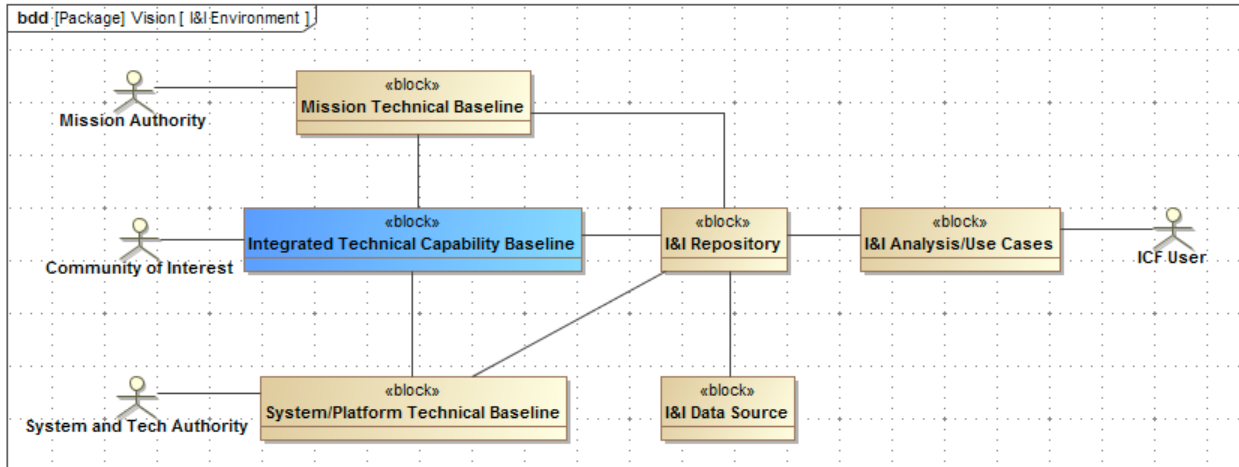 bdd [Package] Vision [ I&I Environment ]
«block»
Mission Technical Baseline
Mission Authority
«block»
Integrated Technical Capability Baseline
Community of Interest
«block»
I&I Repository
«block»
I&I Analysis/Use Cases
ICF User
«block»
System/Platform Technical Baseline
System and Tech Authority
«block»
I&I Data Source